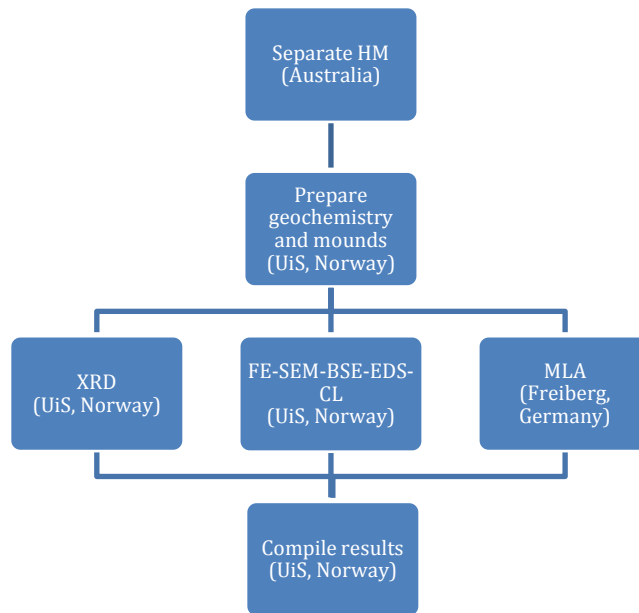 Separate HM
(Australia)
Prepare
geochemistry
and mounds
(UiS, Norway)
XRD
(UiS, Norway)
FE-SEM-BSE-EDS-
CL
(UiS, Norway)
MLA
(Freiberg,
Germany)
Compile results
(UiS, Norway)